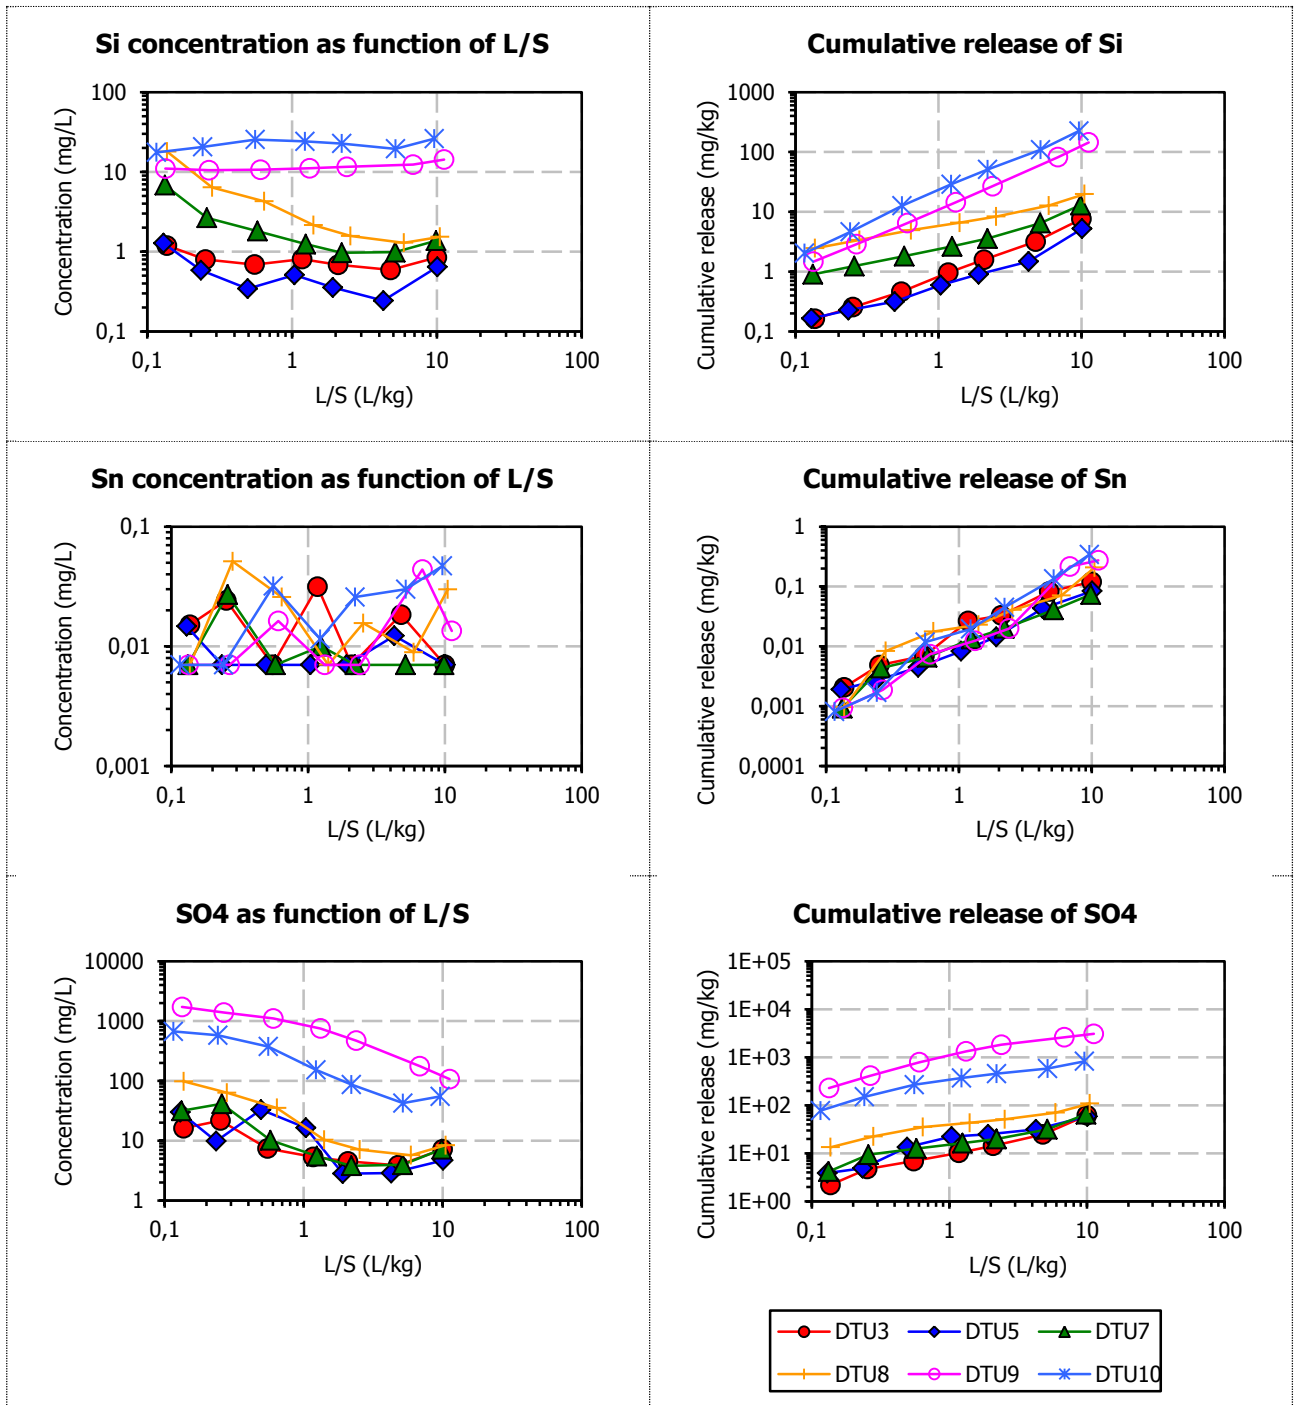 Si concentration as function of L/S
Concentration (mg/L)
100
10
1
0,1
0,1
1
10
100
L/S (L/kg)
Cumulative release of Si
Cumulative release (mg/kg)
1000
100
10
1
0,1
0,1
1
10
100
L/S (L/kg)
Sn concentration as function of L/S
Concentration (mg/L)
0,1
0,01
0,001
0,1
1
10
100
L/S (L/kg)
Cumulative release of Sn
Cumulative release (mg/kg)
1
0,1
0,01
0,001
0,0001
0,1
1
10
100
L/S (L/kg)
SO4 as function of L/S
Concentration (mg/L)
10000
1000
100
10
1
0,1
1
10
100
L/S (L/kg)
Cumulative release of SO4
Cumulative release (mg/kg)
1E+05
1E+04
1E+03
1E+02
1E+01
1E+00
0,1
1
10
100
L/S (L/kg)
DTU3 DTU5 DTU7
DTU8 DTU9 DTU10